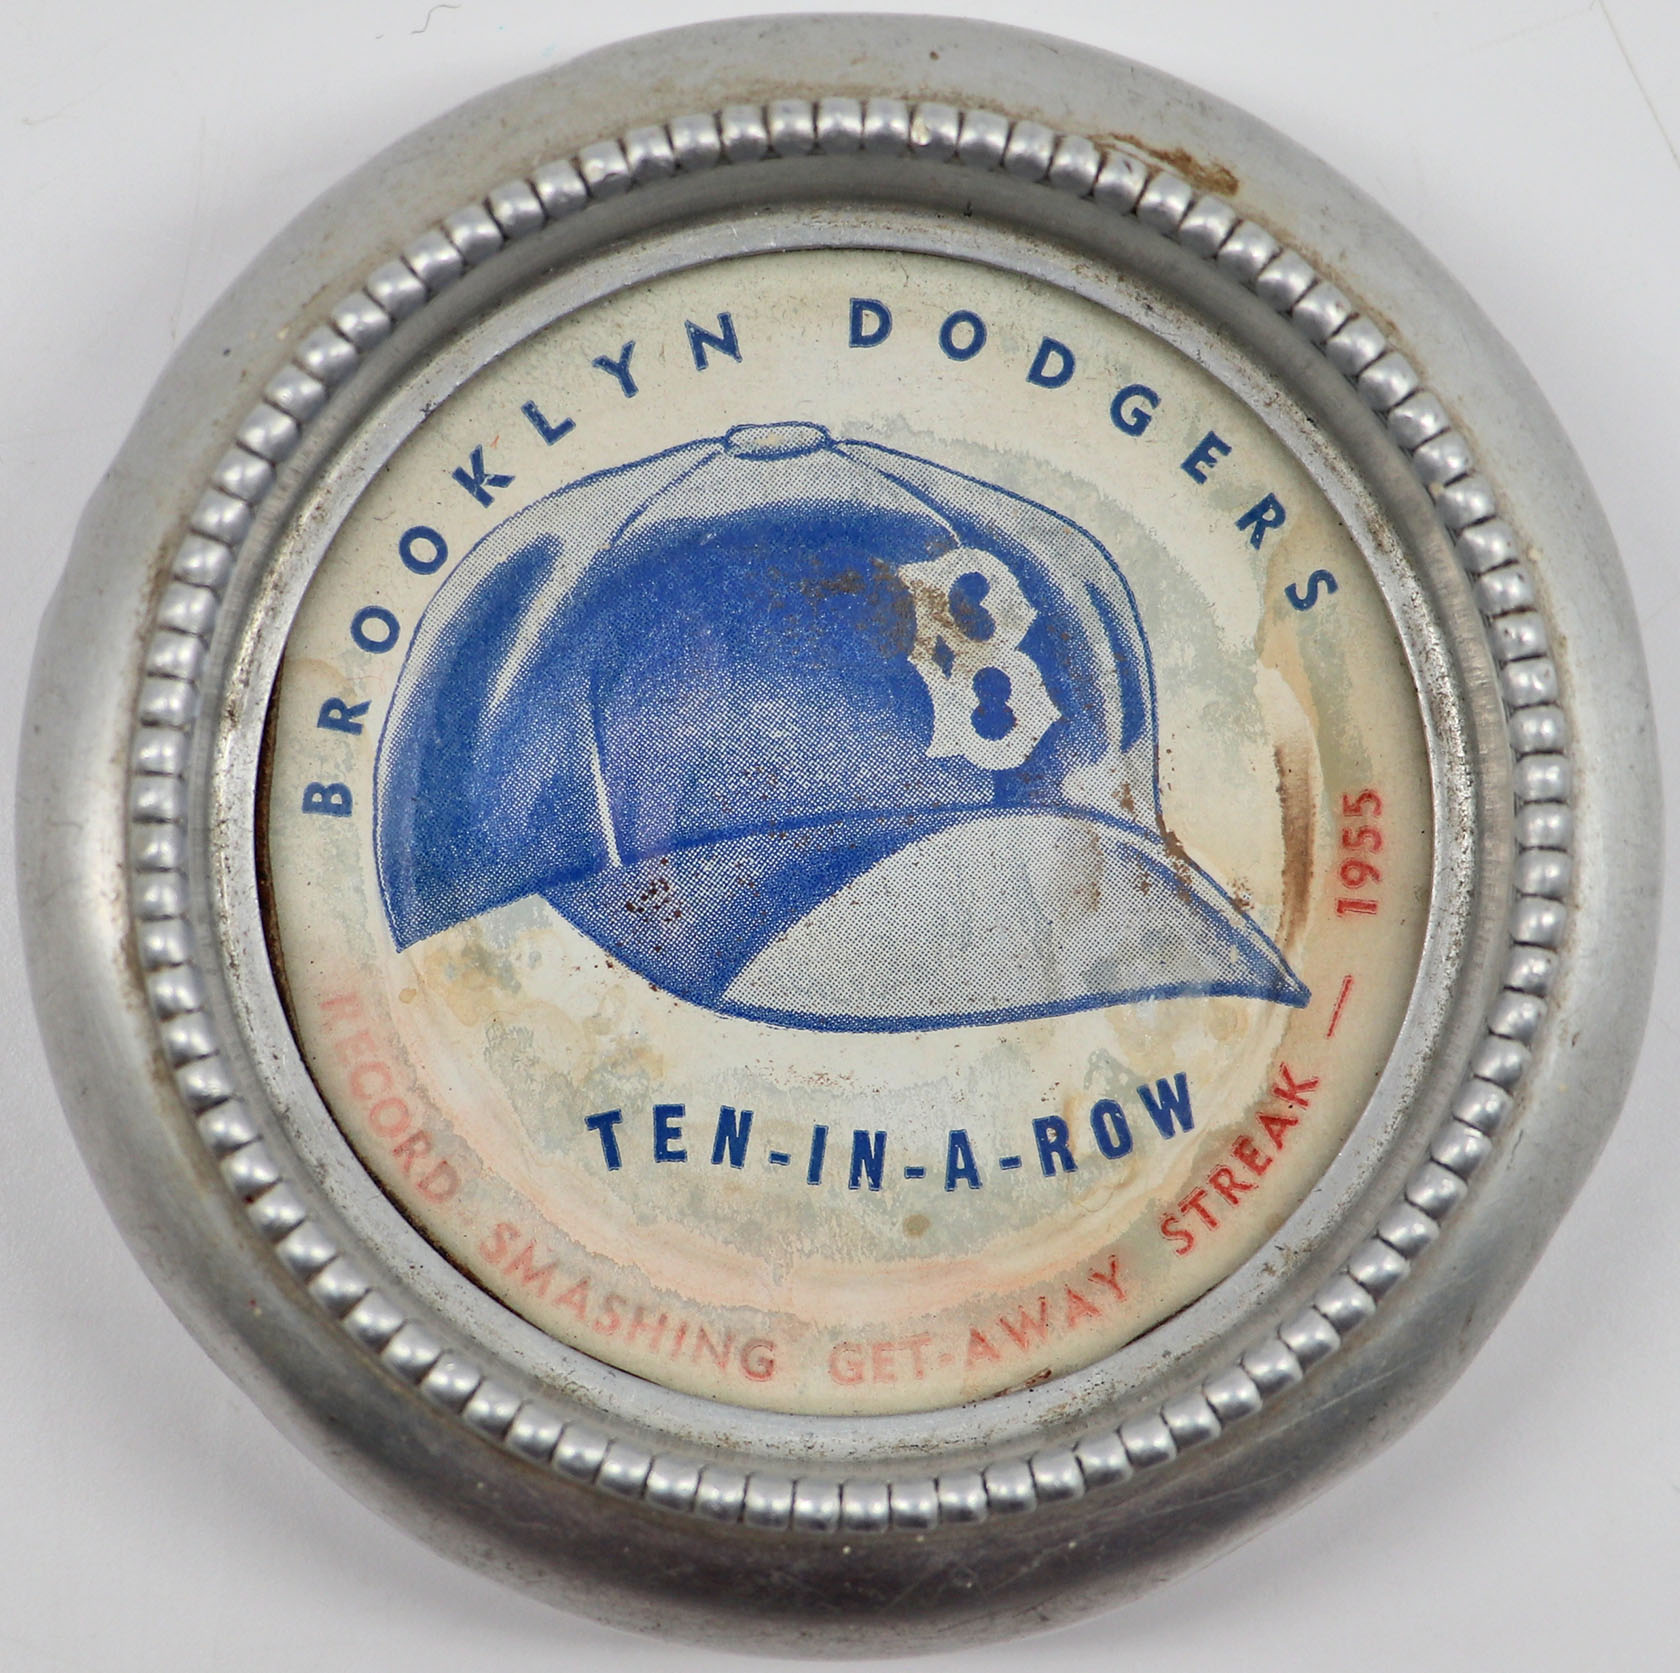 BROOKLYN DODGERS
B
TEN-IN-A-ROW
RECORD-SMASHING GET-AWAY STREAK — 1955